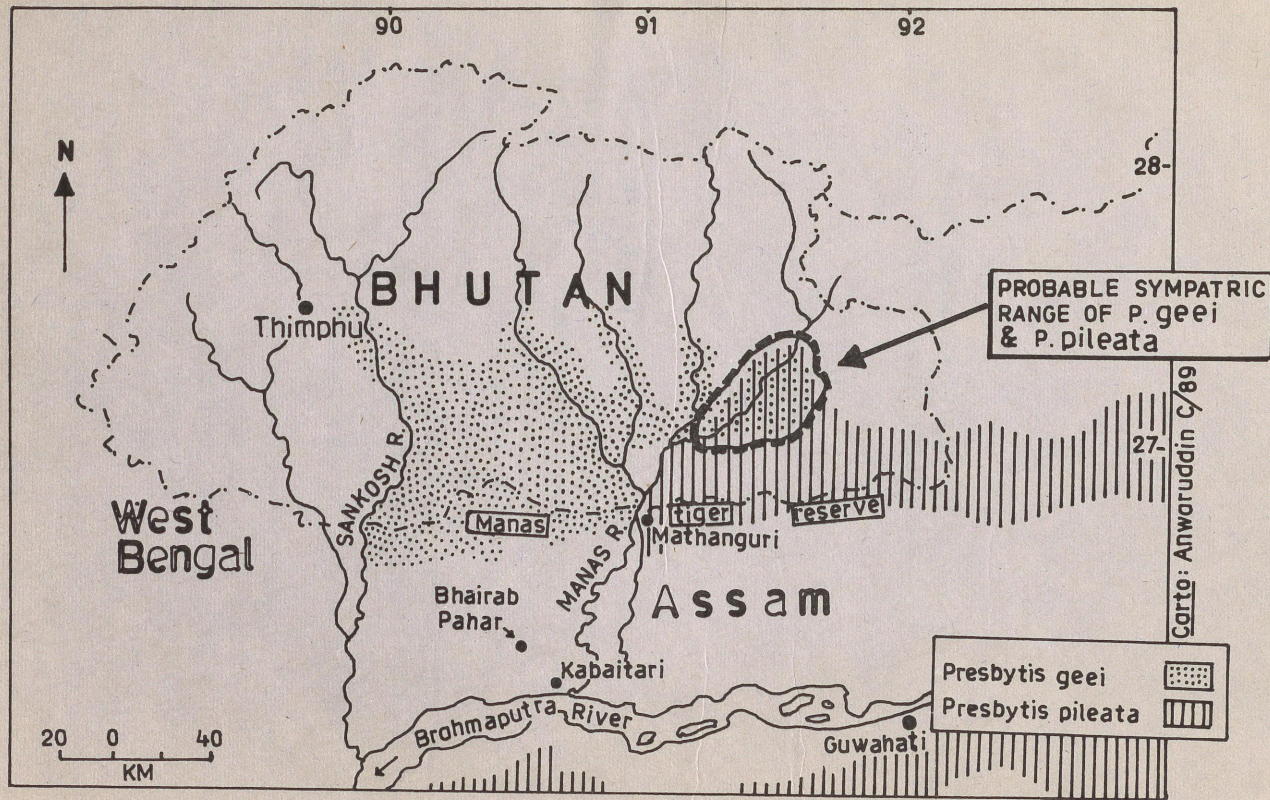 90
91
92
N
28-
BHUTAN
PROBABLE SYMPATRIC
RANGE OF P. geei
& P. pileata
Thimphu
27-
SANKOSH R.
West
Bengal
Manas
tiger
reserve
Mathanguri
MANAS R.
Assam
Bhairab
Pahar
Kabaitari
Carto: Anwaruddin C/89
Presbytis geei
Presbytis pileata
Brohmaputra River
Guwahati
20 0 40
KM